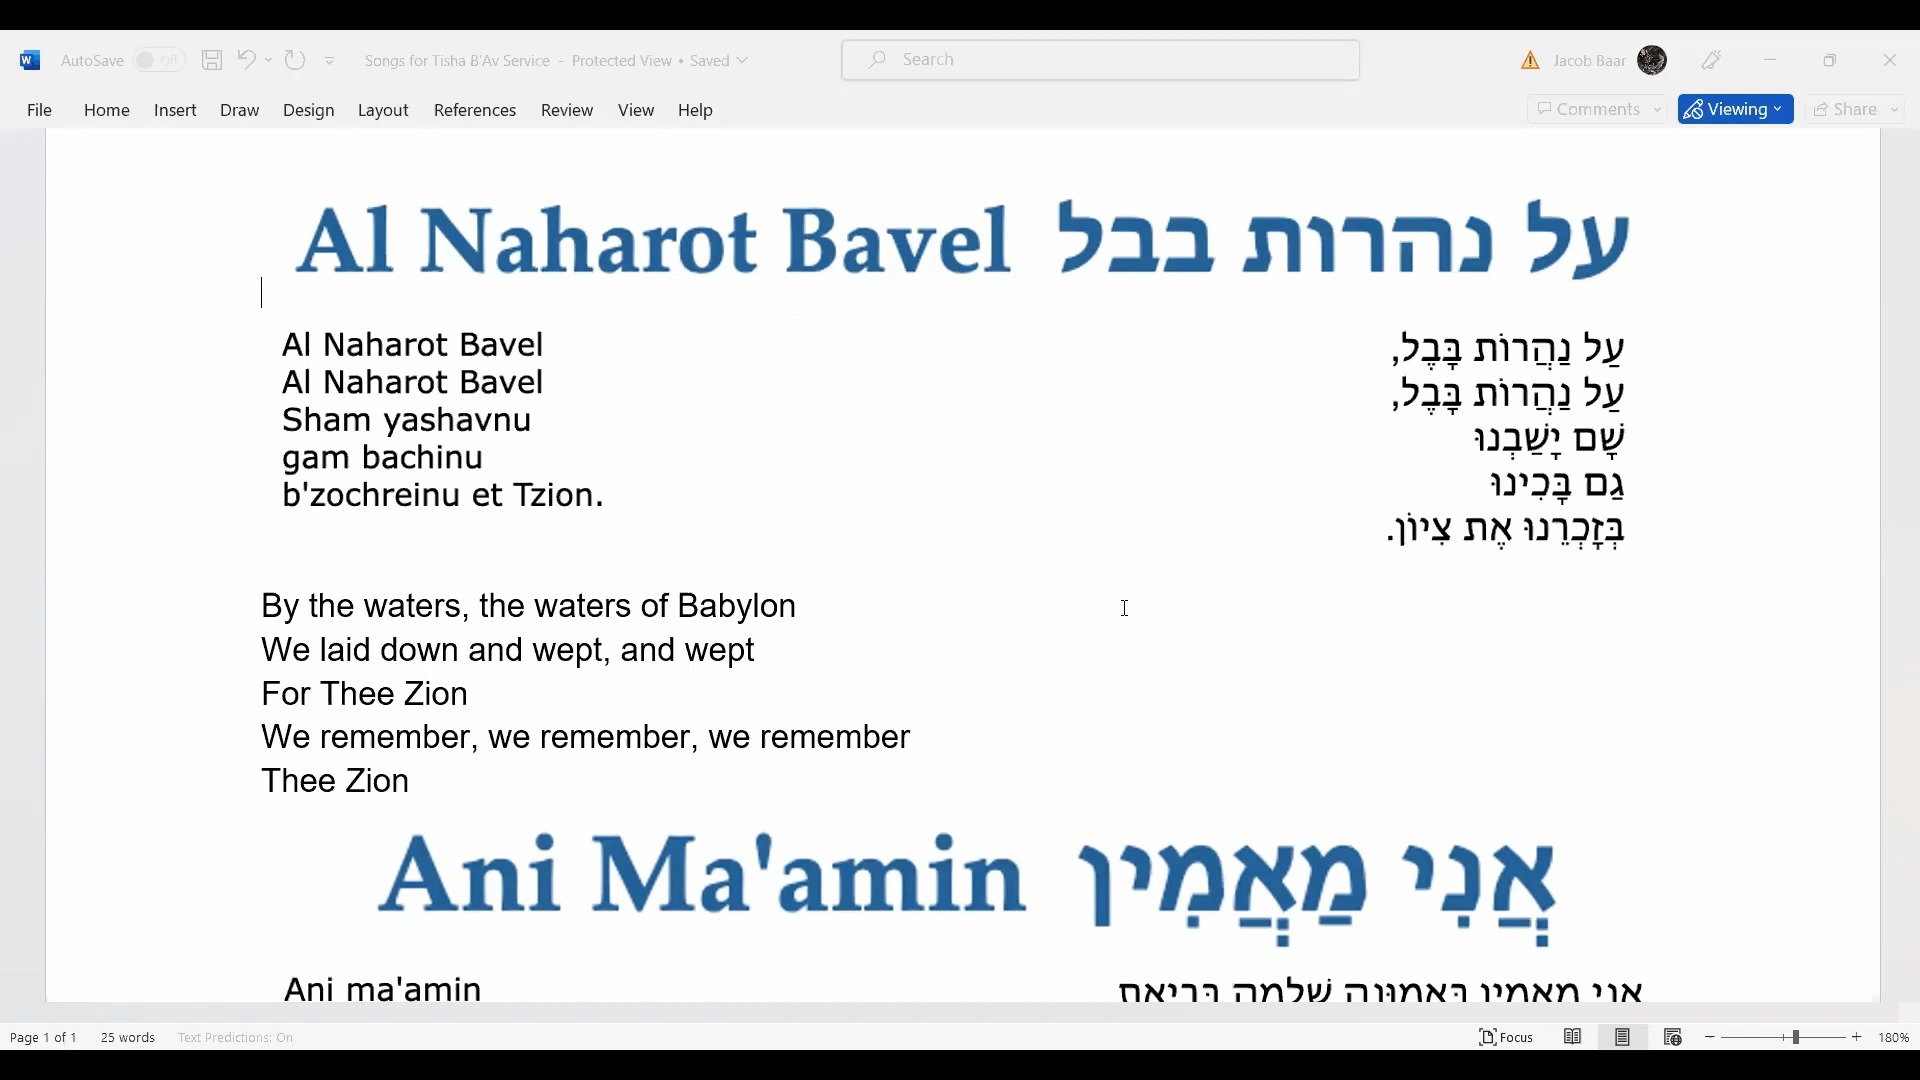 AutoSave Off Songs for Tisha B'Av Service - Protected View • Saved Search Jacob Baar
File Home Insert Draw Design Layout References Review View Help Comments Viewing Share
Al Naharot Bavel על נהרות בבל
Al Naharot Bavel
Al Naharot Bavel
Sham yashavnu
gam bachinu
b'zochreinu et Tzion.
עַל נַהֲרוֹת בָּבֶל,
עַל נַהֲרוֹת בָּבֶל,
שָׁם יָשַׁבְנוּ
גַם בָּכִינוּ
בְּזָכְרֵנוּ אֶת צִיוֹן.
By the waters, the waters of Babylon
We laid down and wept, and wept
For Thee Zion
We remember, we remember, we remember
Thee Zion
Ani Ma'amin אֲנִי מַאֲמִין
Ani ma'amin
Page 1 of 1 25 words Text Predictions: On Focus 180%